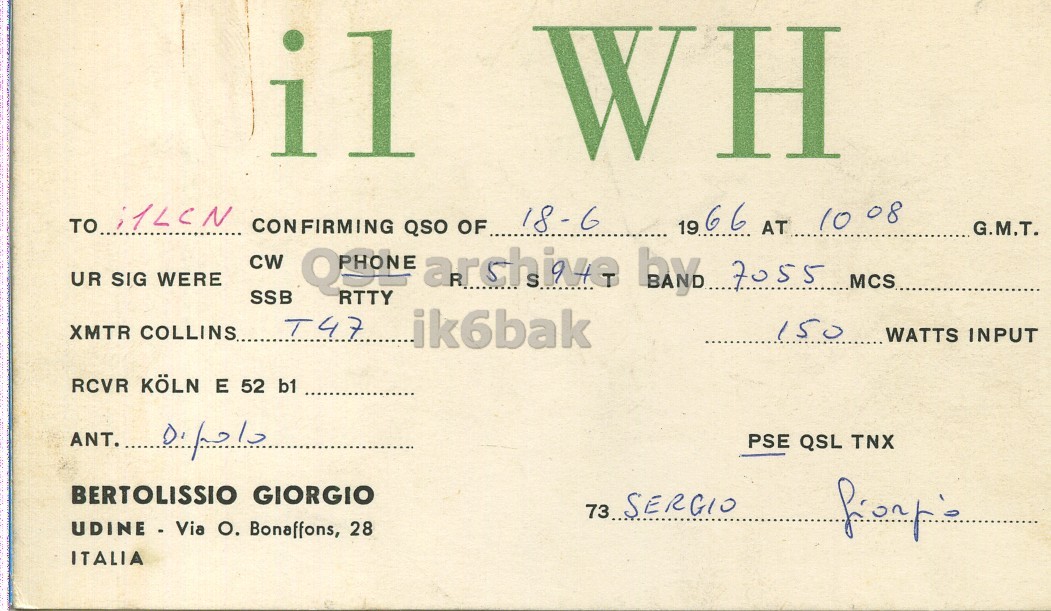 i1 WH
TO i1LCN CONFIRMING QSO OF 18-6 1966 AT 10 08 G.M.T.
UR SIG WERE CW PHONE SSB RTTY R 5 S 9+ T BAND 7055 MCS
XMTR COLLINS T47 150 WATTS INPUT
RCVR KÖLN E 52 b1
ANT. Dipolo
PSE QSL TNX
BERTOLISSIO GIORGIO
UDINE - Via O. Bonaffons, 28
ITALIA
73 SERGIO Giorgio
QSL archive by
ik6bak